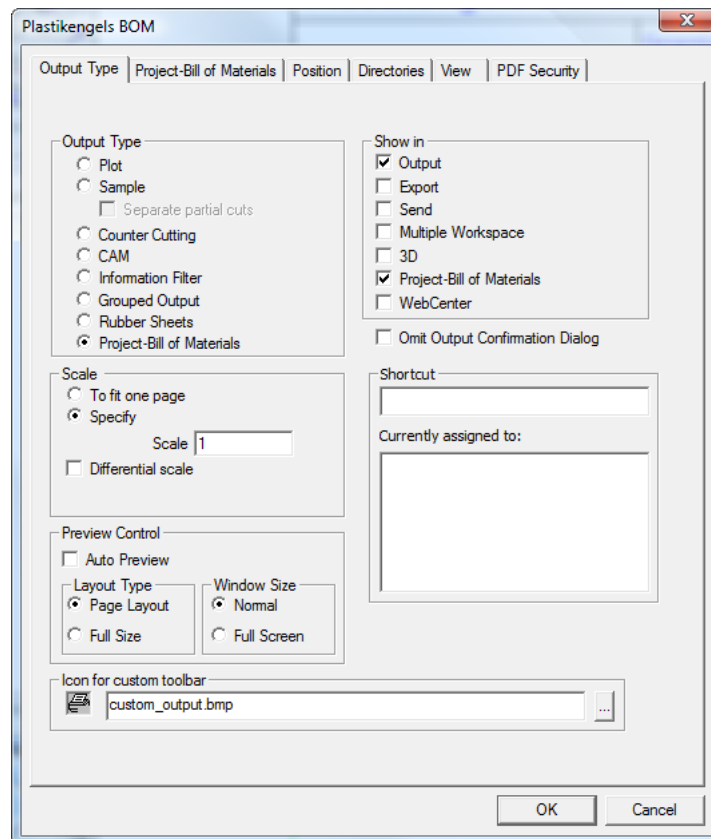 Plastikengels BOM
Output Type Project-Bill of Materials Position Directories View PDF Security
Output Type
Plot
Sample
Separate partial cuts
Counter Cutting
CAM
Information Filter
Grouped Output
Rubber Sheets
Project-Bill of Materials
Show in
Output
Export
Send
Multiple Workspace
3D
Project-Bill of Materials
WebCenter
Omit Output Confirmation Dialog
Scale
To fit one page
Specify
Scale 1
Differential scale
Shortcut
Currently assigned to:
Preview Control
Auto Preview
Layout Type
Page Layout
Full Size
Window Size
Normal
Full Screen
Icon for custom toolbar
custom_output.bmp
...
OK Cancel